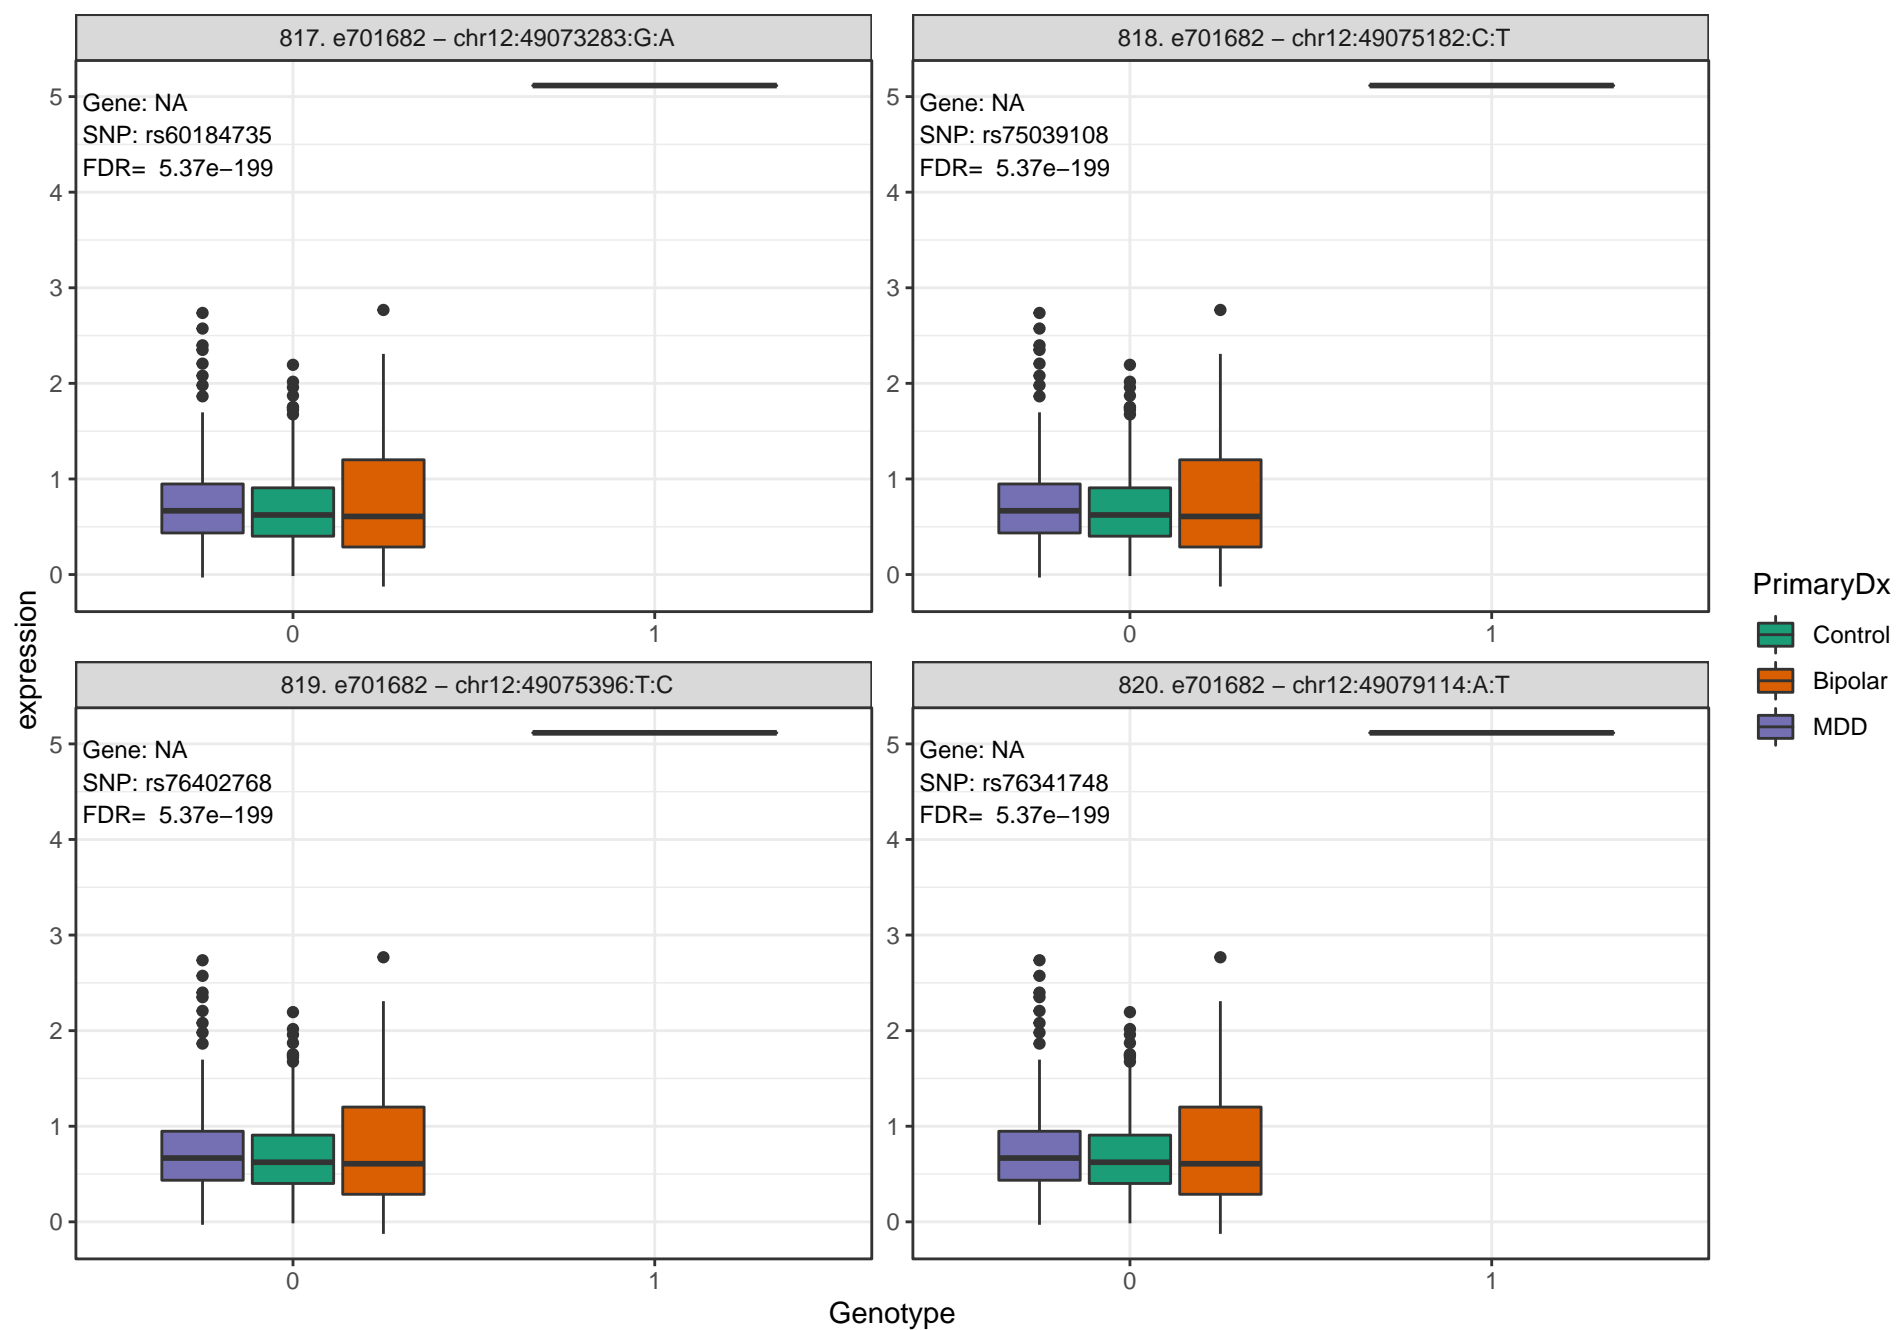 817. e701682 − chr12:49073283:G:A
Gene: NA
SNP: rs60184735
FDR=  5.37e−199
5
4
3
2
1
0
0
1
818. e701682 − chr12:49075182:C:T
Gene: NA
SNP: rs75039108
FDR=  5.37e−199
5
4
3
2
1
0
0
1
819. e701682 − chr12:49075396:T:C
Gene: NA
SNP: rs76402768
FDR=  5.37e−199
5
4
3
2
1
0
0
1
820. e701682 − chr12:49079114:A:T
Gene: NA
SNP: rs76341748
FDR=  5.37e−199
5
4
3
2
1
0
0
1
expression
Genotype
PrimaryDx
Control
Bipolar
MDD